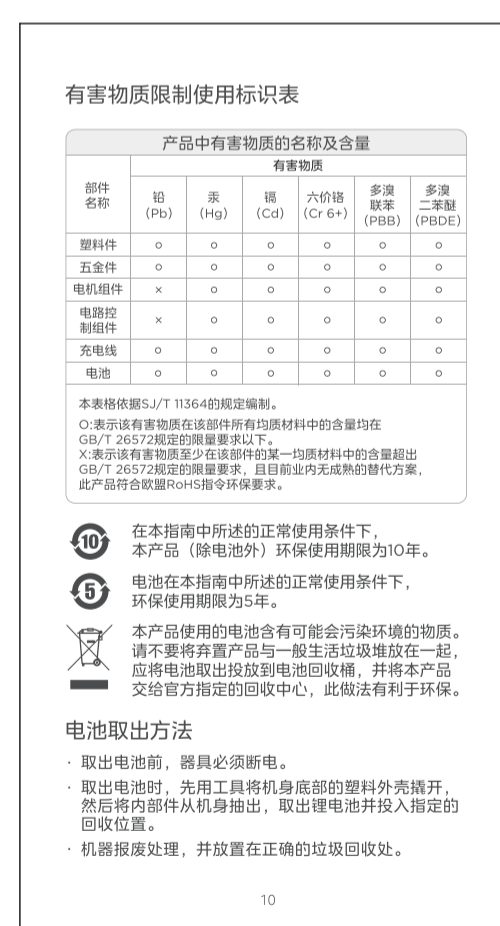 有害物质限制使用标识表
产品中有害物质的名称及含量
部件
名称
有害物质
铅
(Pb)
汞
(Hg)
镉
(Cd)
六价铬
(Cr 6+)
多溴
联苯
(PBB)
多溴
二苯醚
(PBDE)
塑料件 ○ ○ ○ ○ ○ ○
五金件 ○ ○ ○ ○ ○ ○
电机组件 × ○ ○ ○ ○ ○
电路控
制组件 × ○ ○ ○ ○ ○
充电线 ○ ○ ○ ○ ○ ○
电池 ○ ○ ○ ○ ○ ○
本表格依据SJ/T 11364的规定编制。
O:表示该有害物质在该部件所有均质材料中的含量均在
GB/T 26572规定的限量要求以下。
X:表示该有害物质至少在该部件的某一均质材料中的含量超出
GB/T 26572规定的限量要求，且目前业内无成熟的替代方案，
此产品符合欧盟RoHS指令环保要求。
10
在本指南中所述的正常使用条件下，
本产品（除电池外）环保使用期限为10年。
5
电池在本指南中所述的正常使用条件下，
环保使用期限为5年。
本产品使用的电池含有可能会污染环境的物质。
请不要将弃置产品与一般生活垃圾堆放在一起，
应将电池取出投放到电池回收桶，并将本产品
交给官方指定的回收中心，此做法有利于环保。
电池取出方法
· 取出电池前，器具必须断电。
· 取出电池时，先用工具将机身底部的塑料外壳撬开，
然后将内部件从机身抽出，取出锂电池并投入指定的
回收位置。
· 机器报废处理，并放置在正确的垃圾回收处。
10